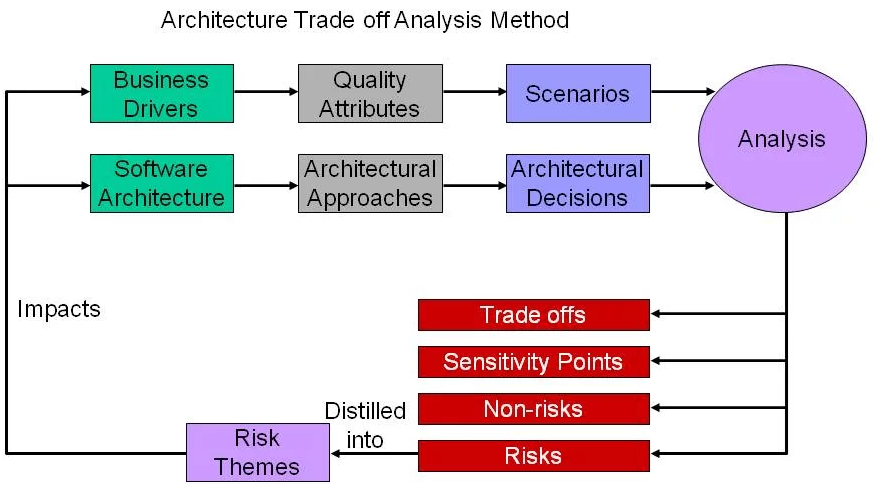 Architecture Trade off Analysis Method
Business
Drivers
Quality
Attributes
Scenarios
Analysis
Software
Architecture
Architectural
Approaches
Architectural
Decisions
Impacts
Trade offs
Sensitivity Points
Non-risks
Risks
Distilled
into
Risk
Themes